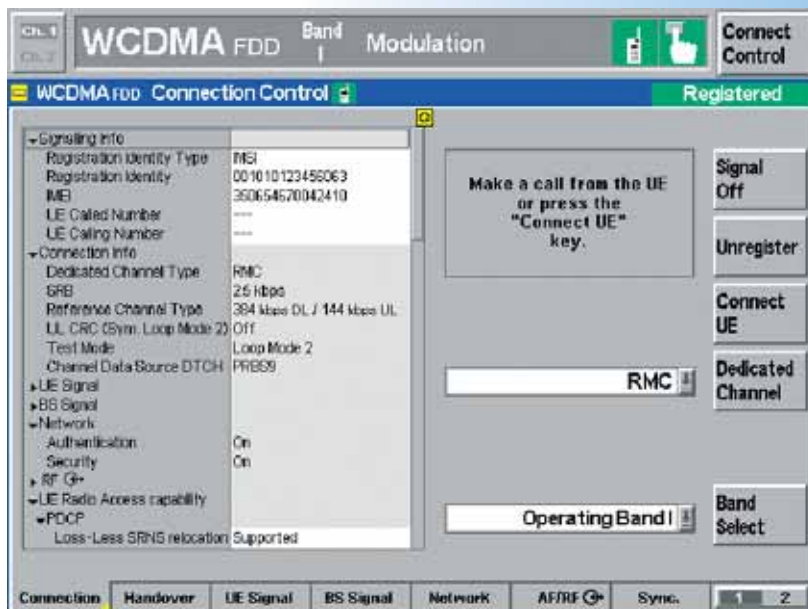 Ch. 1
Ch. 2
WCDMA FDD Band I Modulation
Connect Control
WCDMA FDD Connection Control
Registered
Signaling Info
Registration Identity Type IMSI
Registration Identity 001010123456063
IMEI 350654670042410
UE Called Number ---
UE Calling Number ---
Connection Info
Dedicated Channel Type RMC
SRB 2.5 kbps
Reference Channel Type 384 kbps DL / 144 kbps UL
UL CRC (Sym. Loop Mode 2) Off
Test Mode Loop Mode 2
Channel Data Source DTCH PRBS9
UE Signal
BS Signal
Network
Authentication On
Security On
RF
UE Radio Access capability
PDCP
Loss-Less SRNS relocation Supported
Make a call from the UE
or press the
"Connect UE"
key.
RMC
Operating Band I
Signal Off
Unregister
Connect UE
Dedicated Channel
Band Select
Connection Handover UE Signal BS Signal Network AF/RF Sync. 1 2